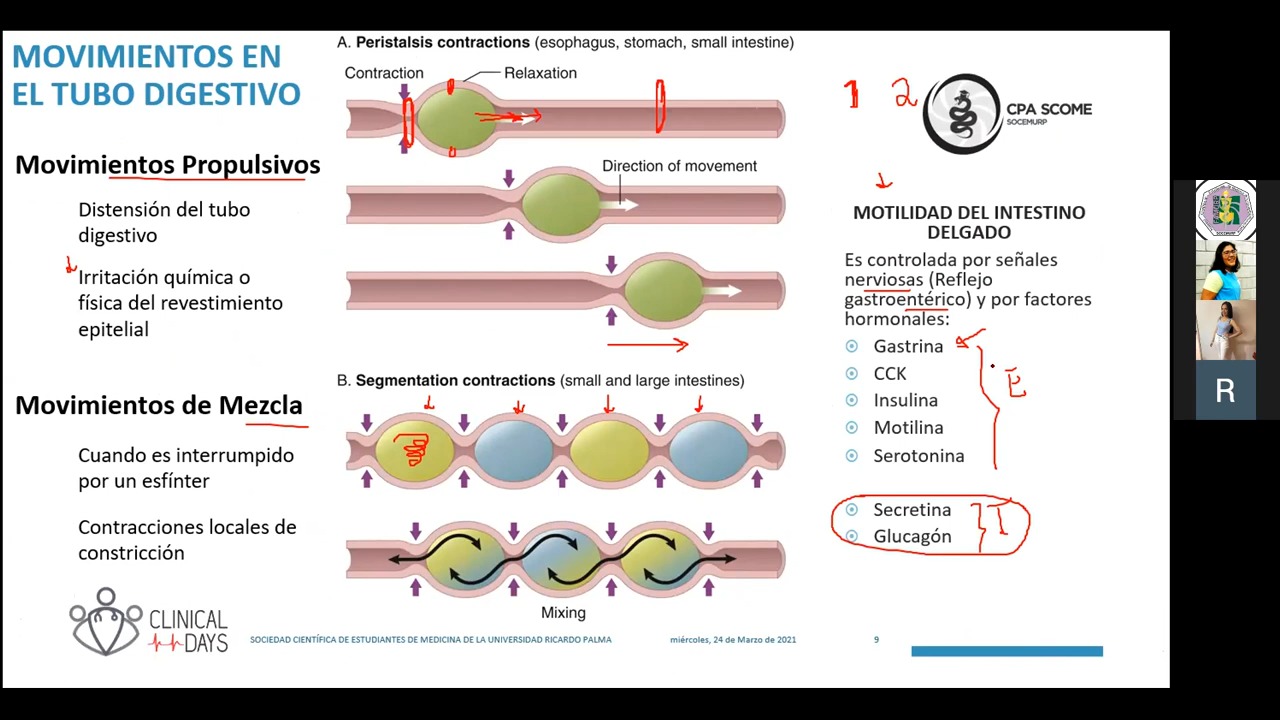 MOVIMIENTOS EN
EL TUBO DIGESTIVO
Movimientos Propulsivos
Distensión del tubo
digestivo
Irritación química o
física del revestimiento
epitelial
Movimientos de Mezcla
Cuando es interrumpido
por un esfínter
Contracciones locales de
constricción
CLINICAL
DAYS
A. Peristalsis contractions (esophagus, stomach, small intestine)
Contraction
Relaxation
Direction of movement
B. Segmentation contractions (small and large intestines)
Mixing
1 2
CPA SCOME
SOCEMURP
MOTILIDAD DEL INTESTINO
DELGADO
Es controlada por señales
nerviosas (Reflejo
gastroentérico) y por factores
hormonales:
Gastrina
CCK
Insulina
Motilina
Serotonina
E
Secretina
Glucagón
I
SOCIEDAD CIENTÍFICA DE ESTUDIANTES DE MEDICINA DE LA UNIVERSIDAD RICARDO PALMA
miércoles, 24 de Marzo de 2021
9
R